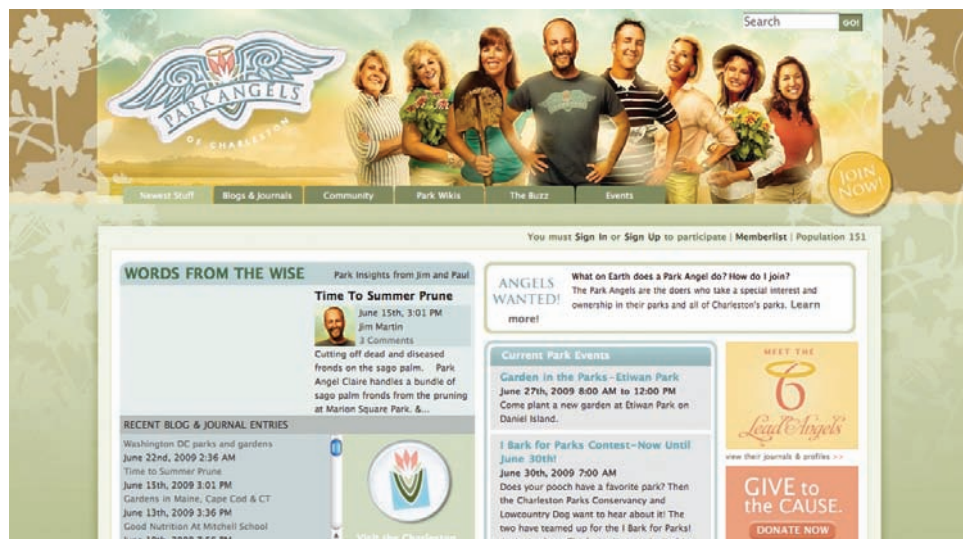 Search GO!
PARKANGELS
OF CHARLESTON
JOIN
NOW!
Newest Stuff Blogs & Journals Community Park Wikis The Buzz Events
You must Sign In or Sign Up to participate | Memberlist | Population 151
WORDS FROM THE WISE Park Insights from Jim and Paul
Time To Summer Prune
June 15th, 3:01 PM
Jim Martin
3 Comments
Cutting off dead and diseased
fronds on the sago palm. Park
Angel Claire handles a bundle of
sago palm fronds from the pruning
at Marion Square Park. &...
RECENT BLOG & JOURNAL ENTRIES
Washington DC parks and gardens
June 22nd, 2009 2:36 AM
Time to Summer Prune
June 15th, 2009 3:01 PM
Gardens in Maine, Cape Cod & CT
June 13th, 2009 3:36 PM
Good Nutrition At Mitchell School
Visit the Charleston
ANGELS
WANTED!
What on Earth does a Park Angel do? How do I join?
The Park Angels are the doers who take a special interest and
ownership in their parks and all of Charleston's parks. Learn
more!
Current Park Events
Garden in the Parks-Etiwan Park
June 27th, 2009 8:00 AM to 12:00 PM
Come plant a new garden at Etiwan Park on
Daniel Island.
I Bark for Parks Contest-Now Until
June 30th!
June 30th, 2009 7:00 AM
Does your pooch have a favorite park? Then
the Charleston Parks Conservancy and
Lowcountry Dog want to hear about it! The
two have teamed up for the I Bark for Parks!
MEET THE
6
Lead Angels
view their journals & profiles >>
GIVE to
the CAUSE.
DONATE NOW